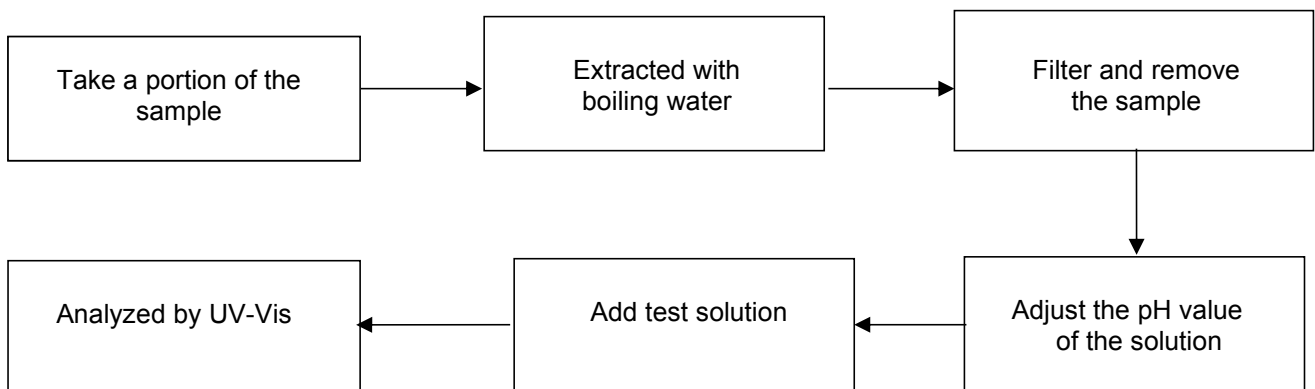 Take a portion of the
sample
Extracted with
boiling water
Filter and remove
the sample
Adjust the pH value
of the solution
Add test solution
Analyzed by UV-Vis